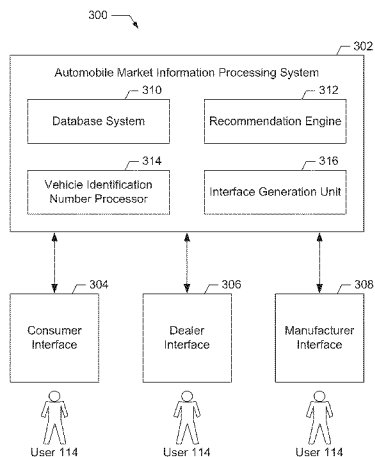 300
302
Automobile Market Information Processing System
310
312
Database System
Recommendation Engine
314
316
Vehicle Identification
Number Processor
Interface Generation Unit
304
306
308
Consumer
Interface
Dealer
Interface
Manufacturer
Interface
User 114
User 114
User 114